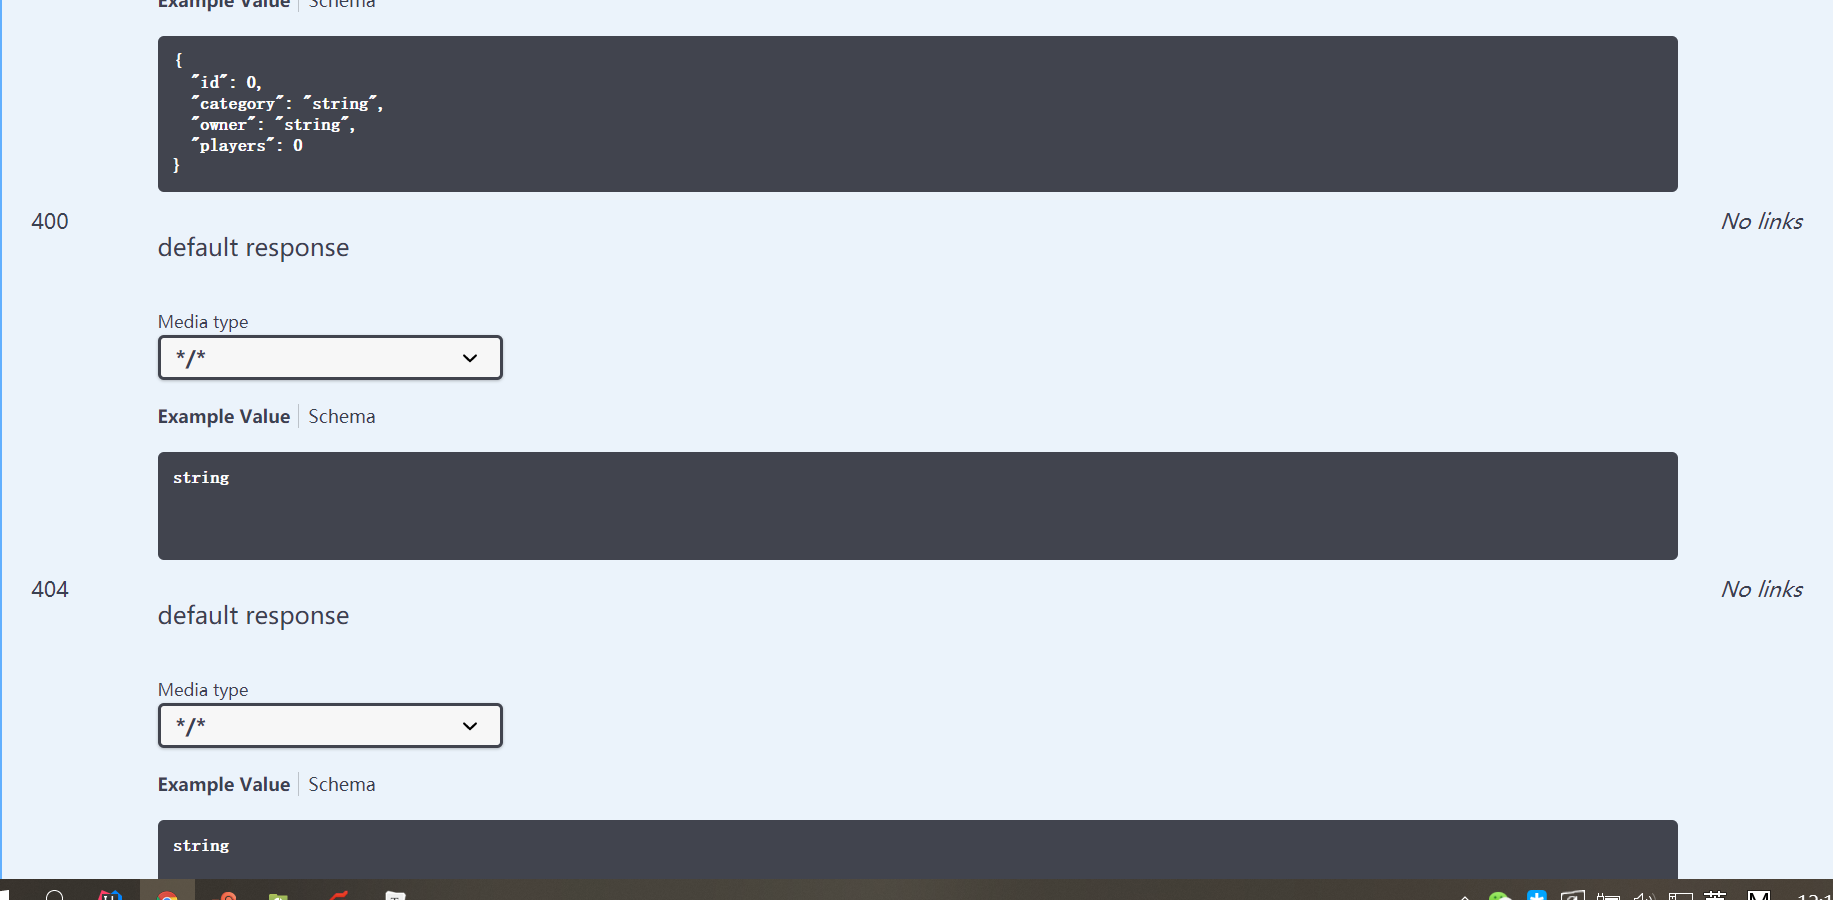 Example Value Schema
{
"id": 0,
"category": "string",
"owner": "string",
"players": 0
}
400 No links
default response
Media type
*/*
Example Value Schema
string
404 No links
default response
Media type
*/*
Example Value Schema
string
英 M